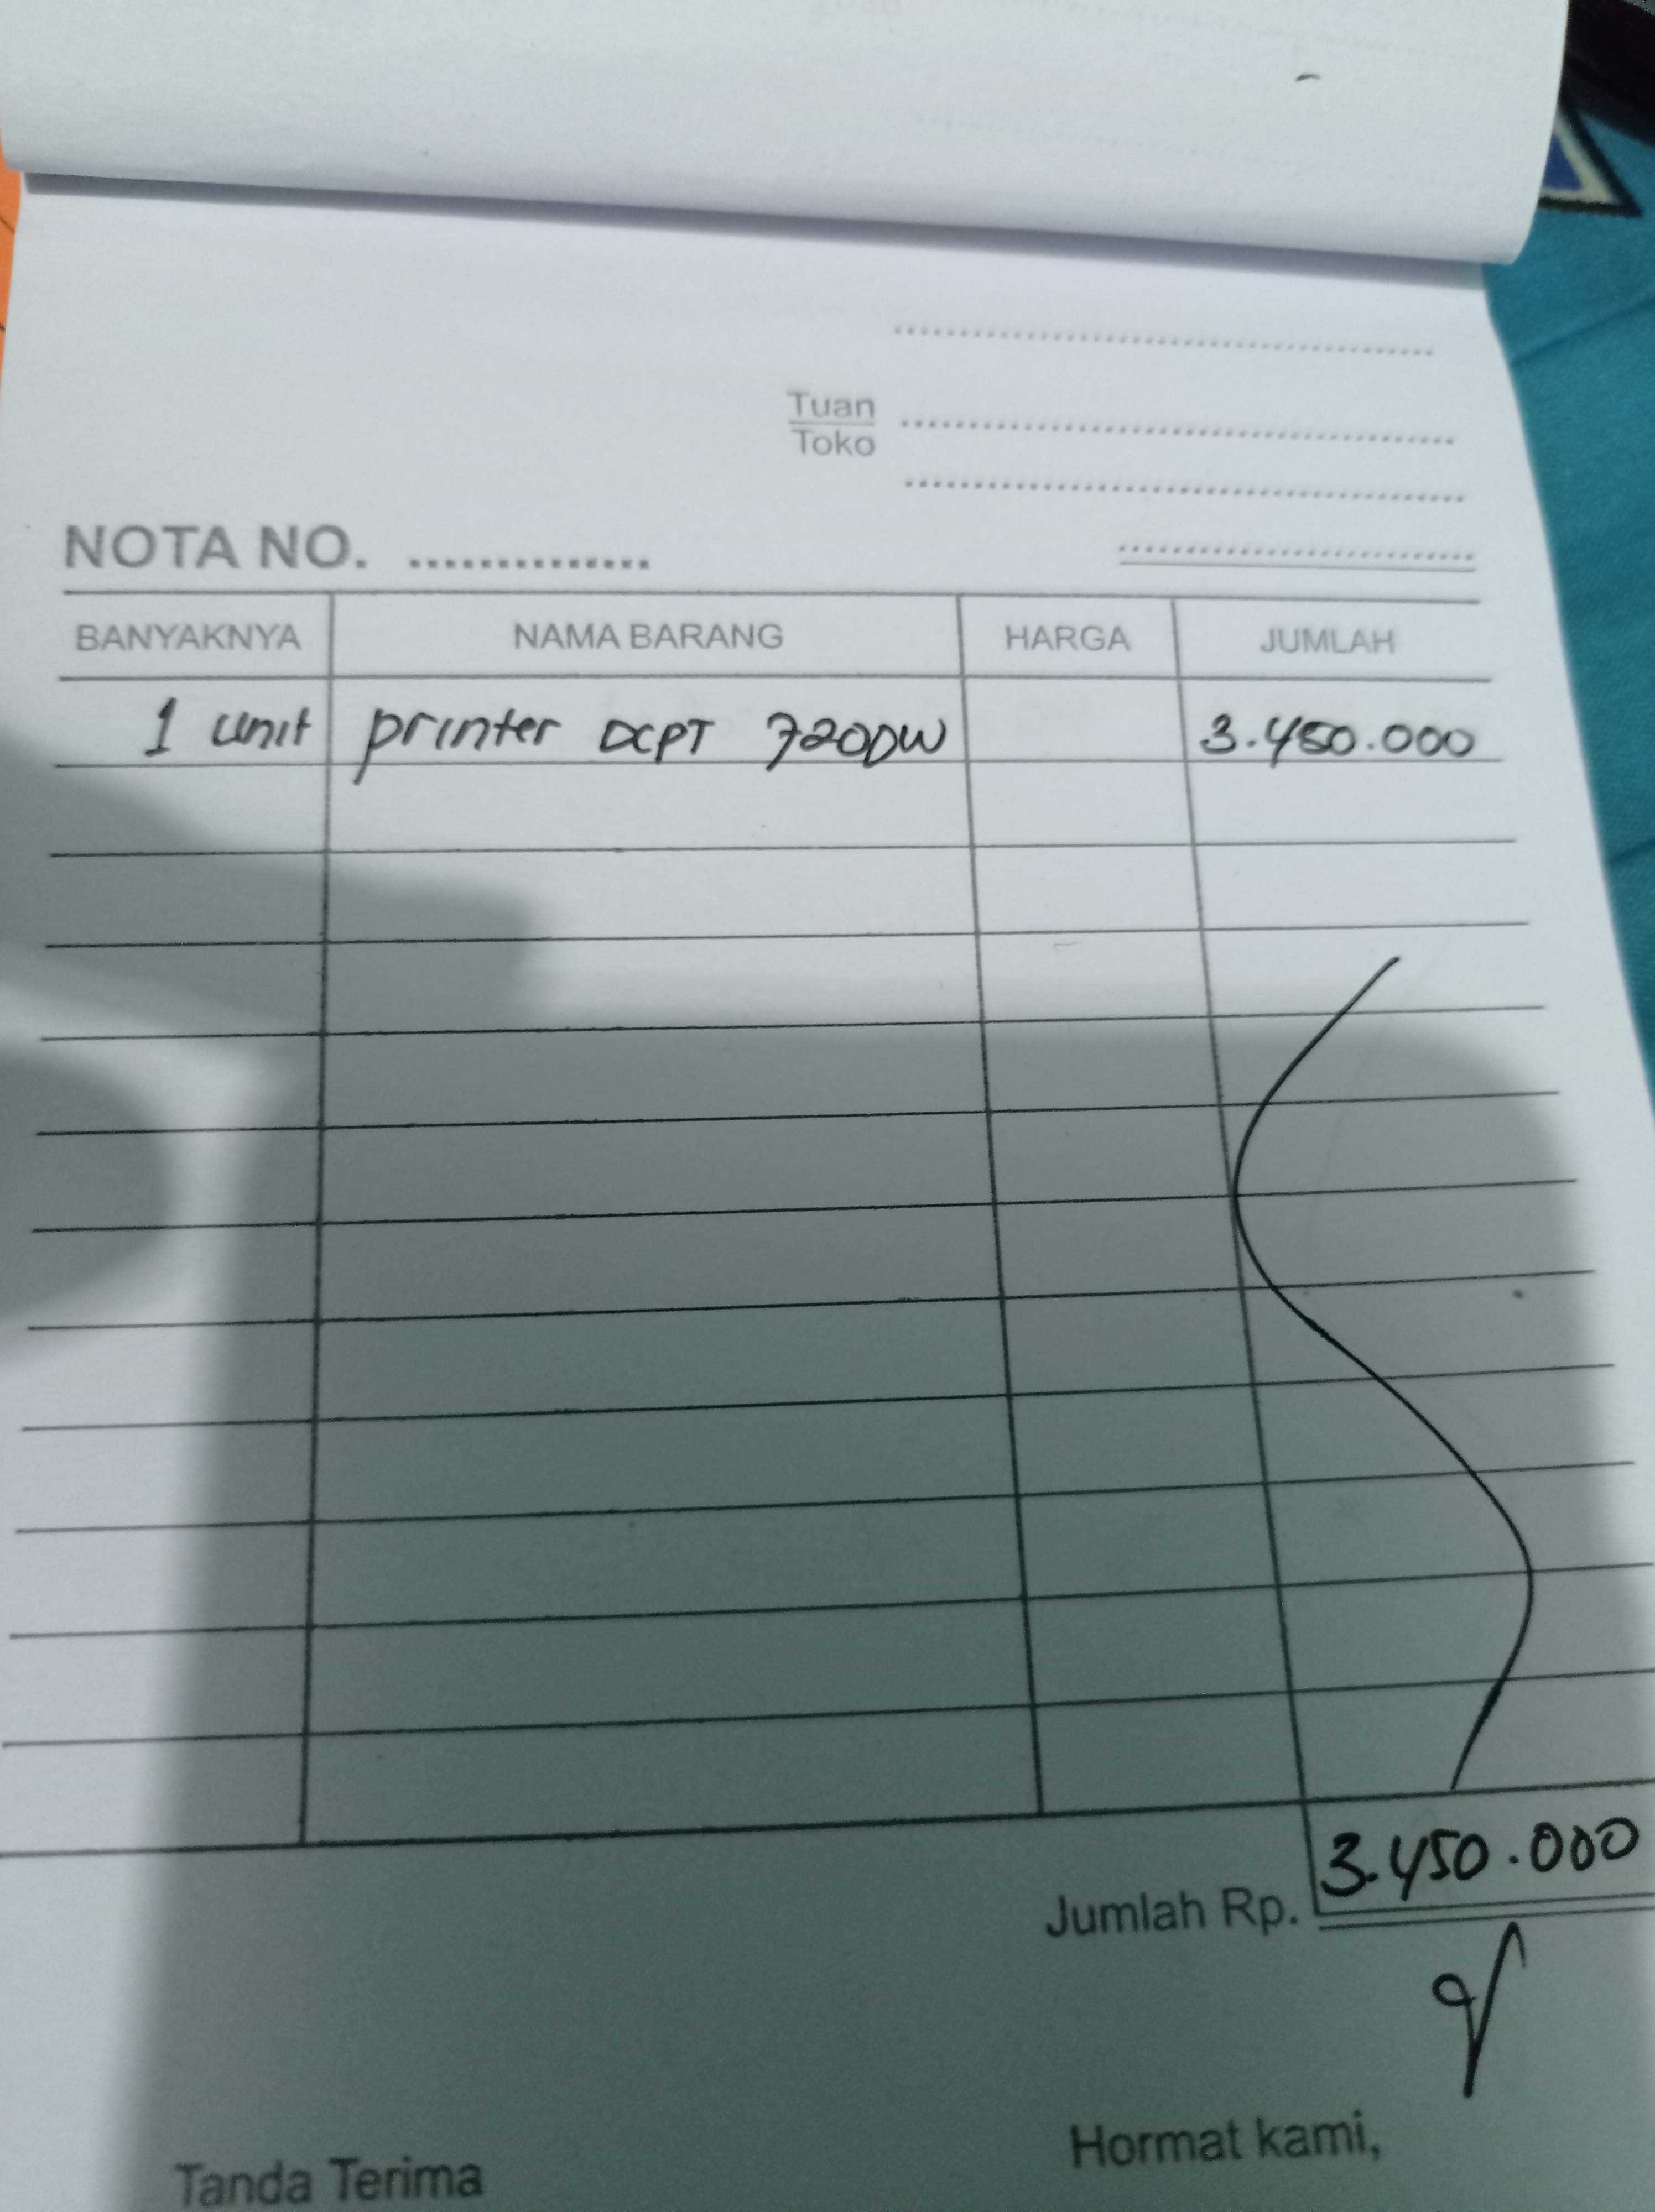 Tuan
Toko
NOTA NO. ..............
BANYAKNYA NAMA BARANG HARGA JUMLAH
1 unit printer DCPT 720DW 3.450.000
Jumlah Rp. 3.450.000
Hormat kami,
Tanda Terima